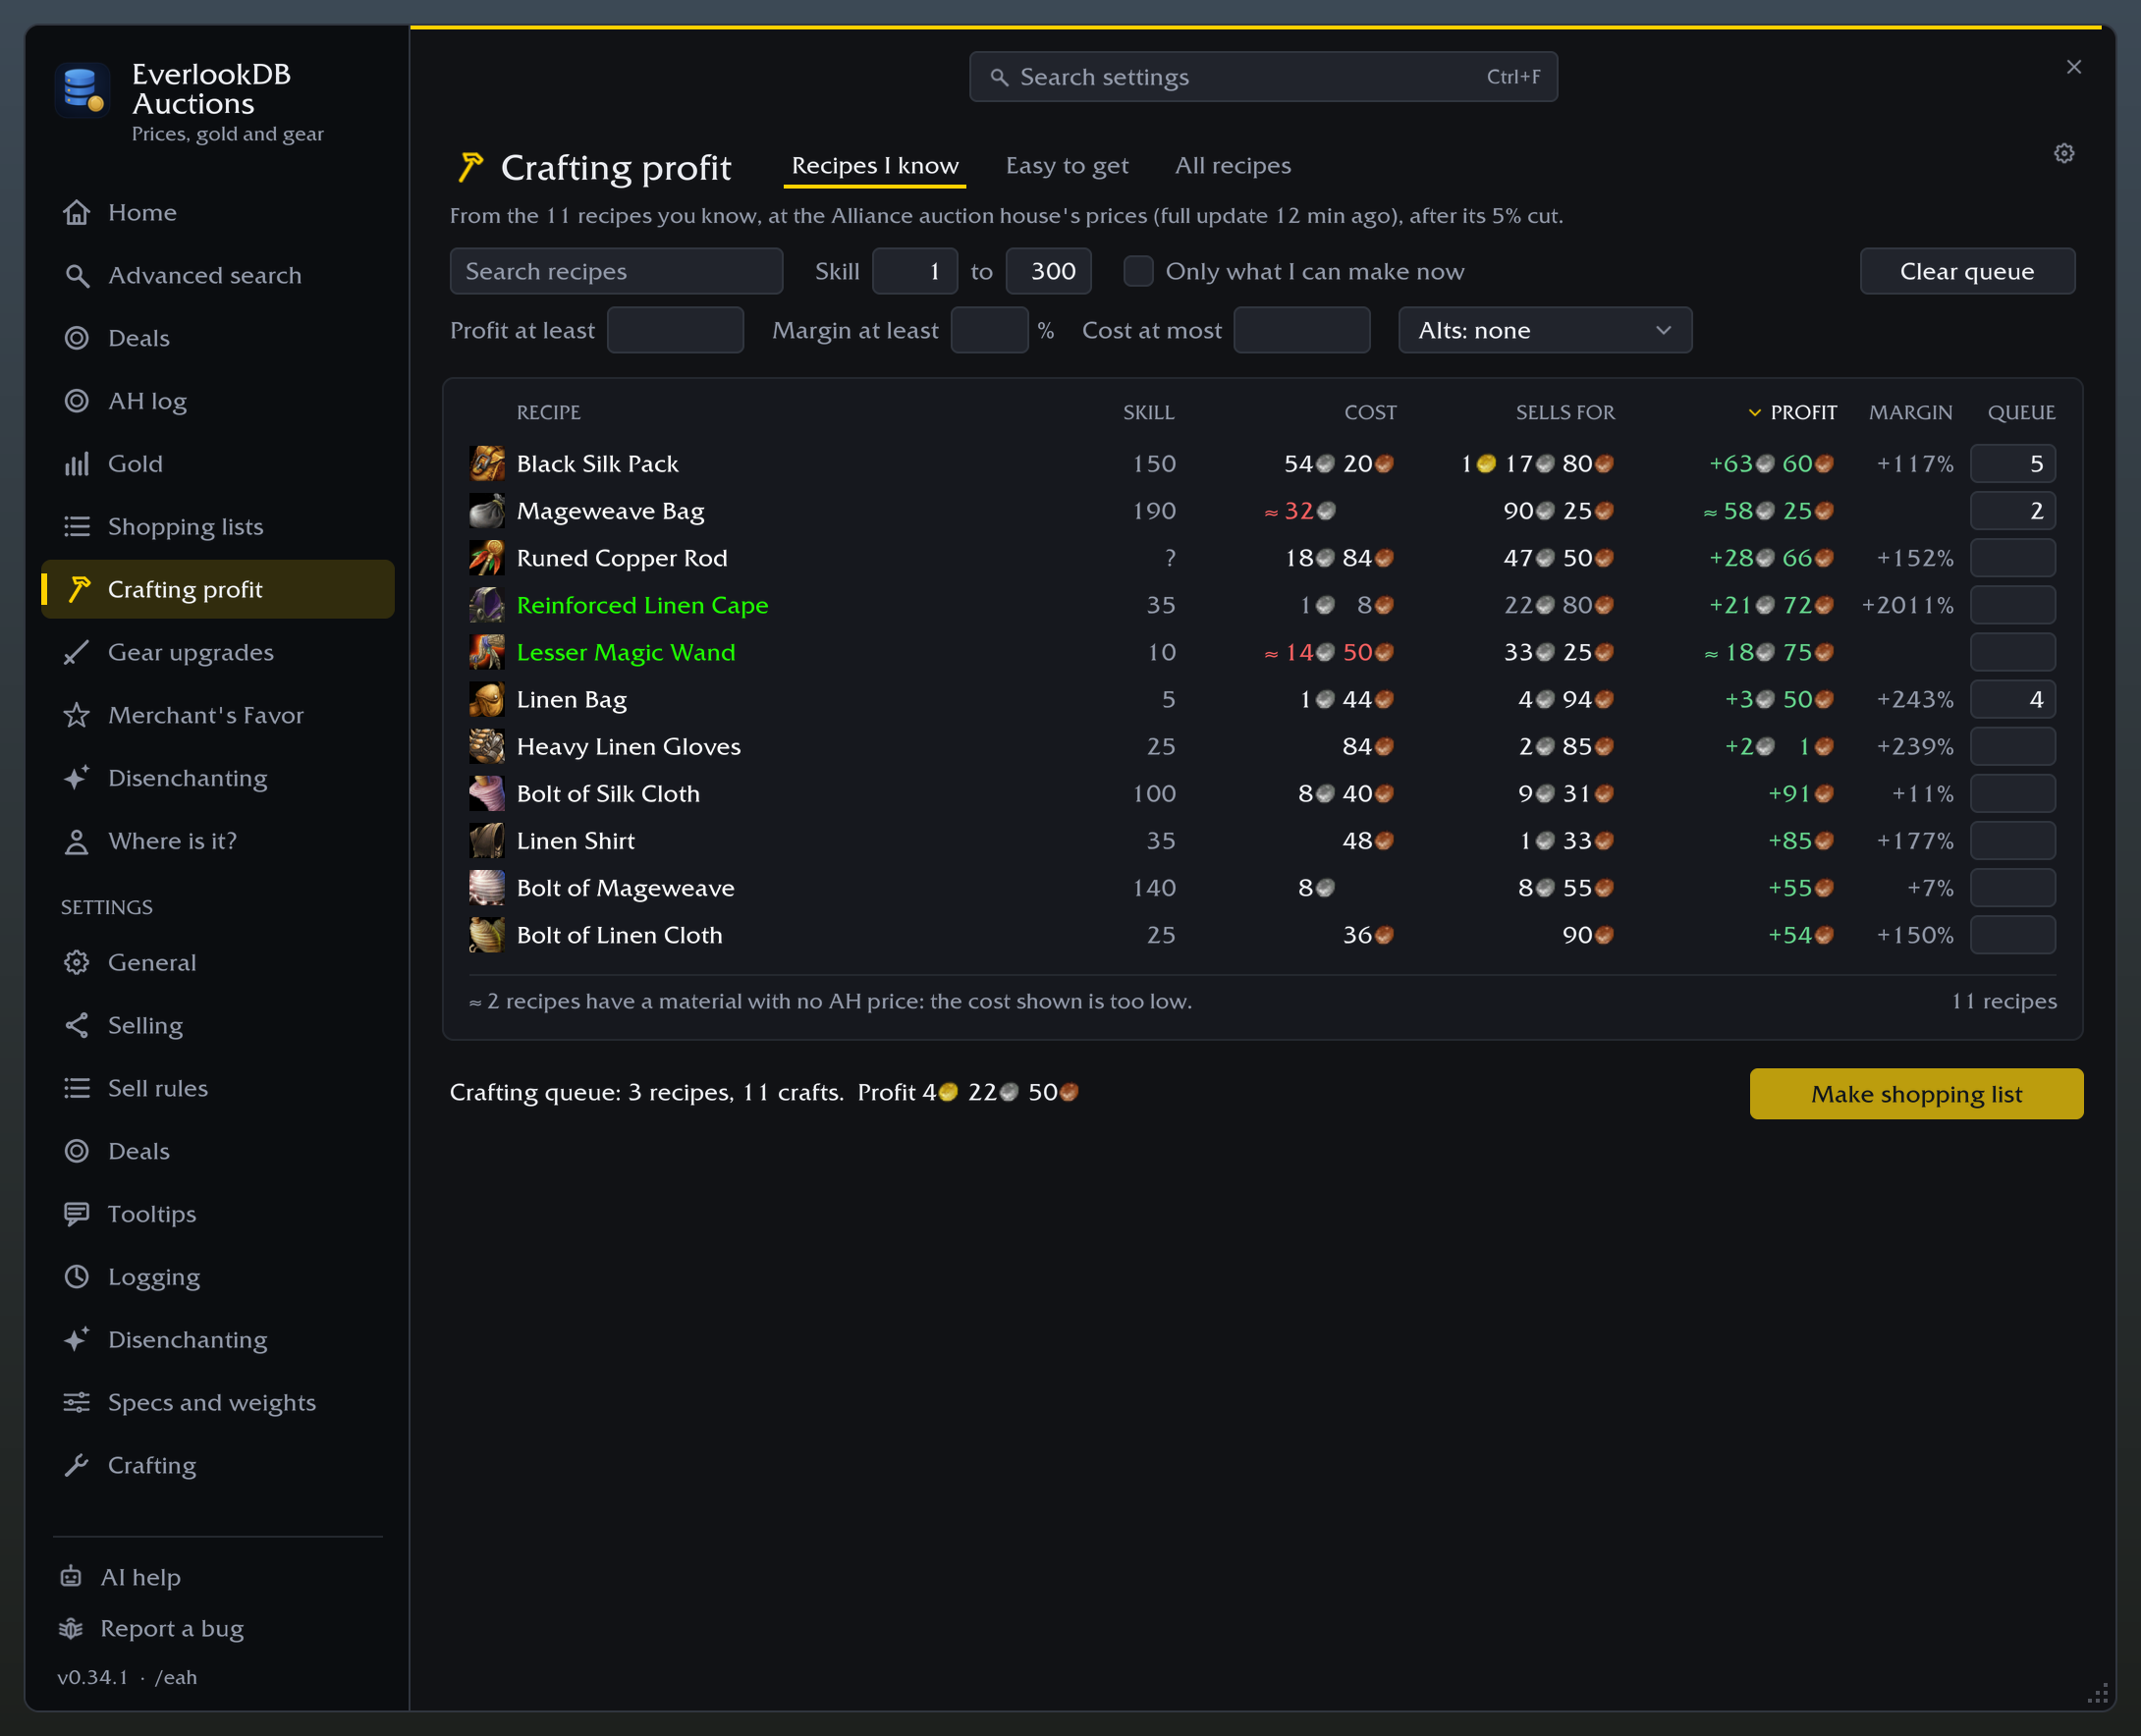 EverlookDB
Auctions
Prices, gold and gear
Home
Advanced search
Deals
AH log
Gold
Shopping lists
Crafting profit
Gear upgrades
Merchant's Favor
Disenchanting
Where is it?
SETTINGS
General
Selling
Sell rules
Deals
Tooltips
Logging
Disenchanting
Specs and weights
Crafting
AI help
Report a bug
v0.34.1 · /eah
Search settings Ctrl+F
Crafting profit Recipes I know Easy to get All recipes
From the 11 recipes you know, at the Alliance auction house's prices (full update 12 min ago), after its 5% cut.
Search recipes Skill 1 to 300 Only what I can make now Clear queue
Profit at least Margin at least % Cost at most Alts: none
RECIPE SKILL COST SELLS FOR PROFIT MARGIN QUEUE
Black Silk Pack 150 54 20 1 17 80 +63 60 +117% 5
Mageweave Bag 190 ≈ 32 90 25 ≈ 58 25 2
Runed Copper Rod ? 18 84 47 50 +28 66 +152%
Reinforced Linen Cape 35 1 8 22 80 +21 72 +2011%
Lesser Magic Wand 10 ≈ 14 50 33 25 ≈ 18 75
Linen Bag 5 1 44 4 94 +3 50 +243% 4
Heavy Linen Gloves 25 84 2 85 +2 1 +239%
Bolt of Silk Cloth 100 8 40 9 31 +91 +11%
Linen Shirt 35 48 1 33 +85 +177%
Bolt of Mageweave 140 8 8 55 +55 +7%
Bolt of Linen Cloth 25 36 90 +54 +150%
≈ 2 recipes have a material with no AH price: the cost shown is too low. 11 recipes
Crafting queue: 3 recipes, 11 crafts. Profit 4 22 50 Make shopping list